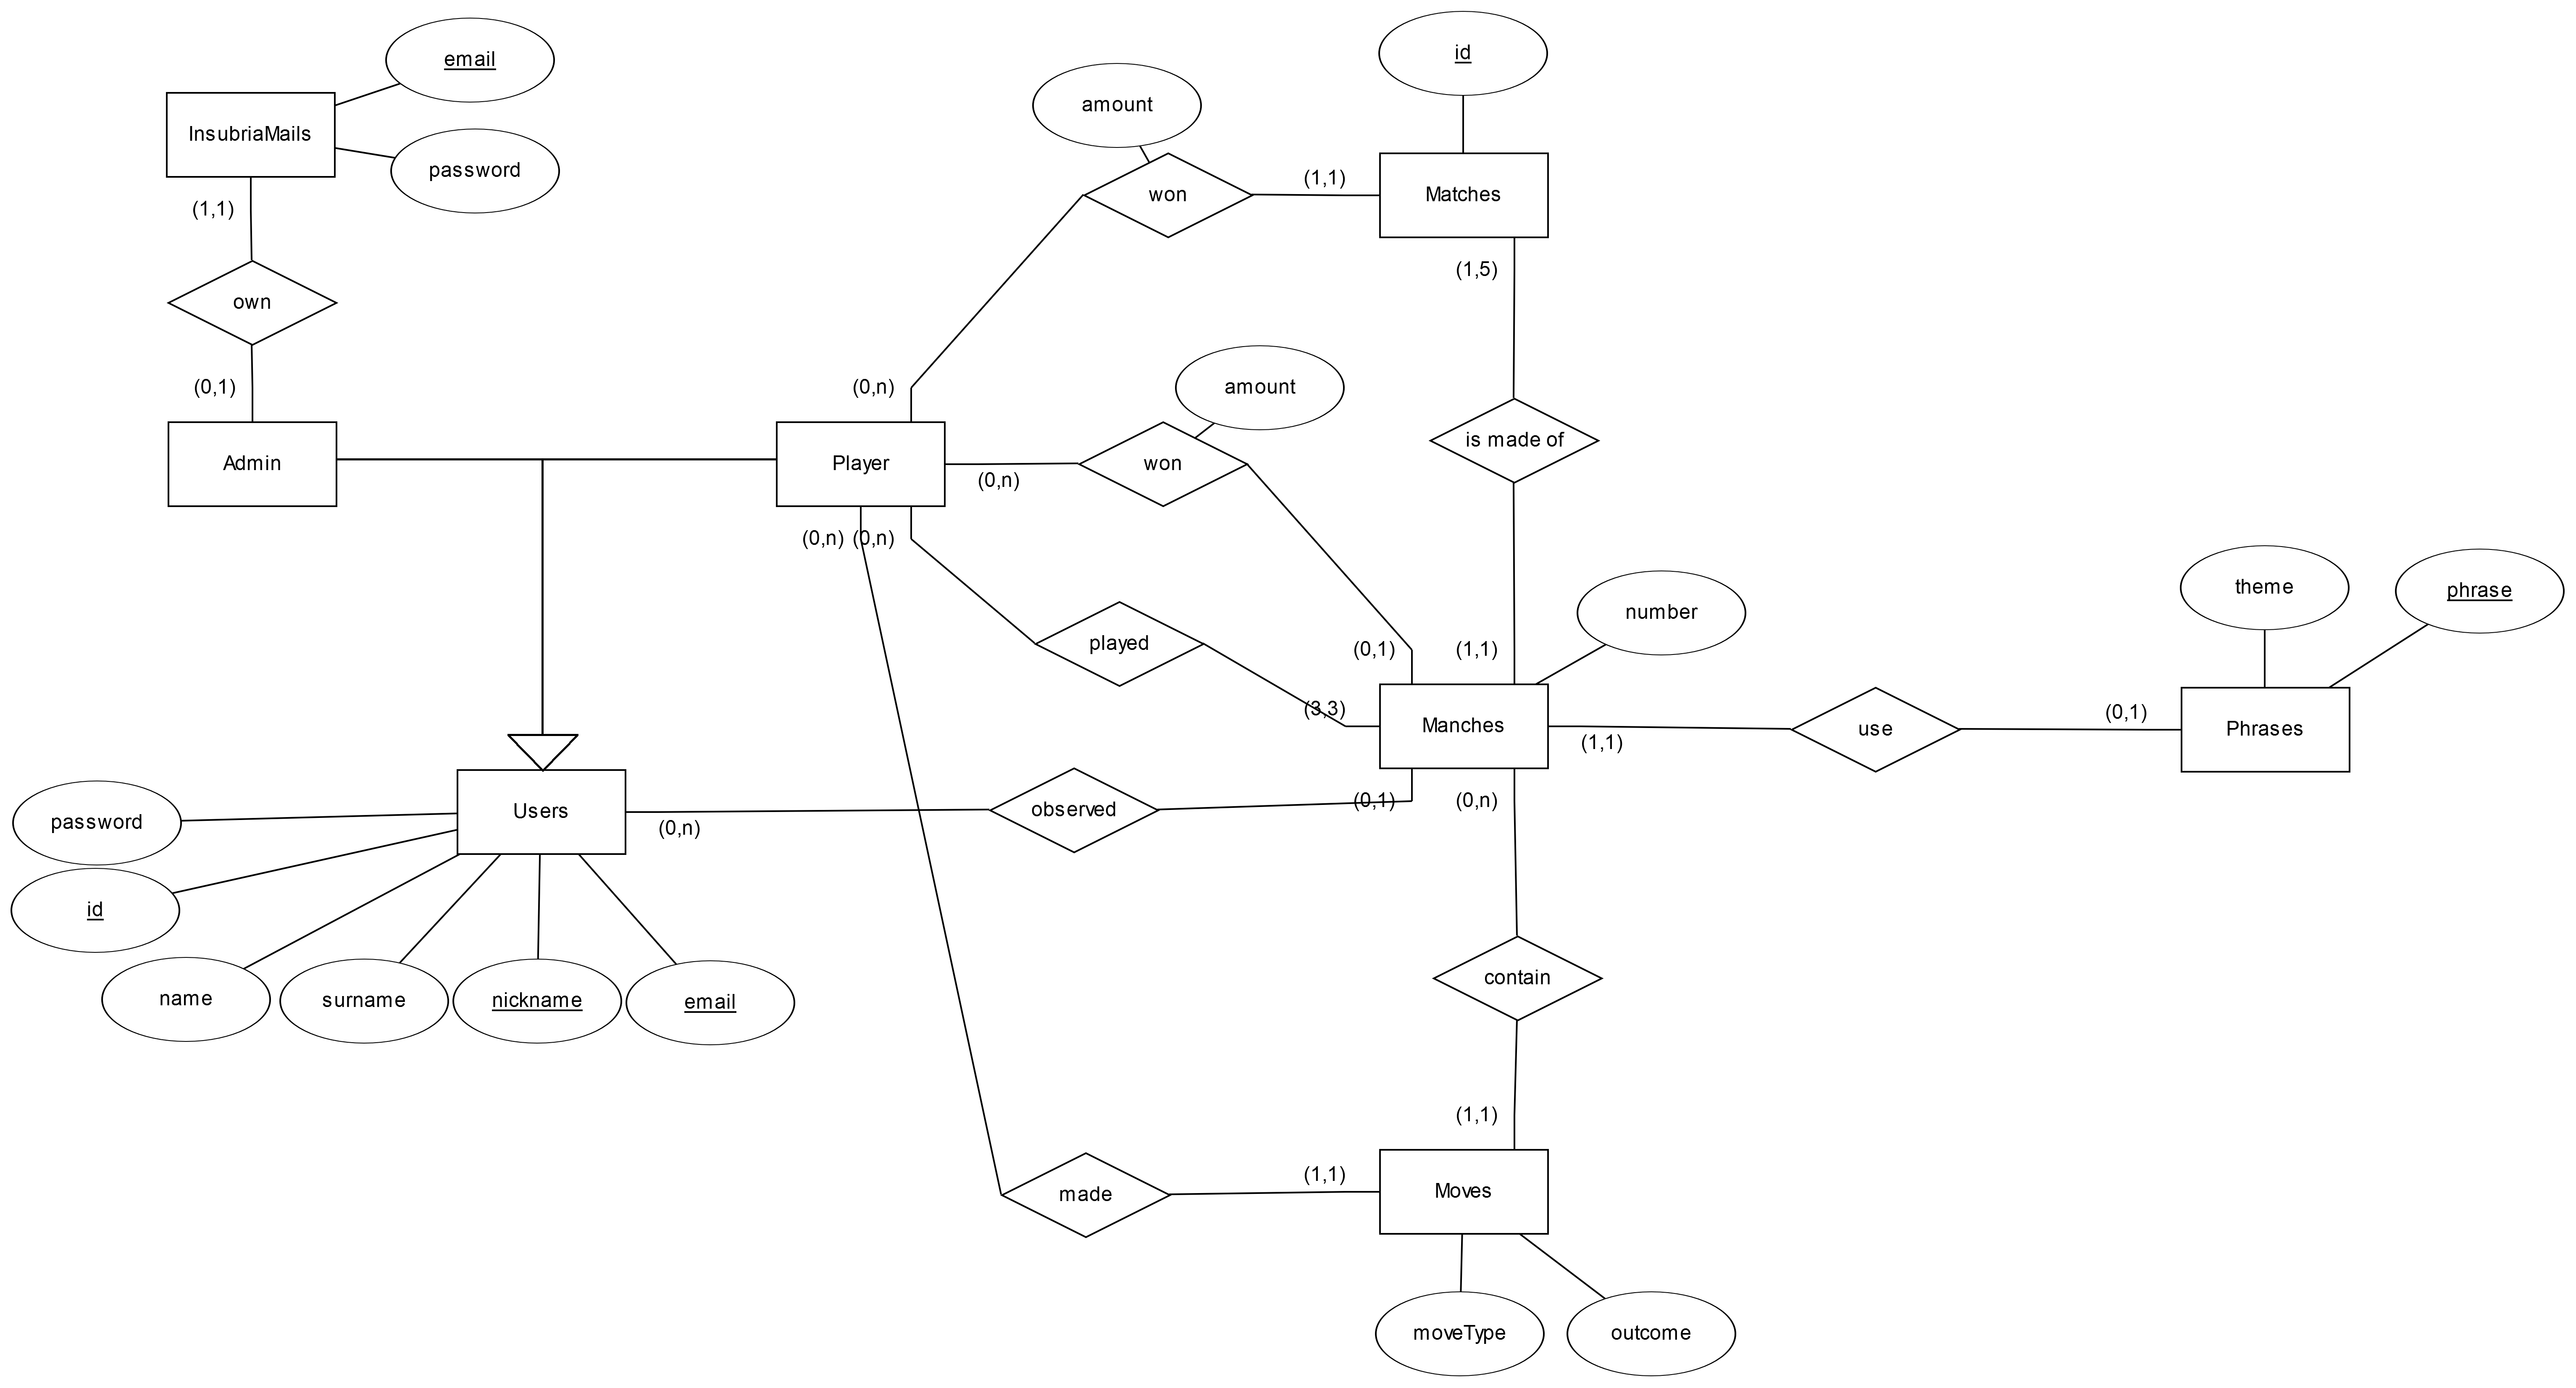 id
email
amount
InsubriaMails
password
won
(1,1)
Matches
(1,1)
(1,5)
own
(0,1)
(0,n)
amount
is made of
Admin
Player
won
(0,n)
(0,n)
(0,n)
theme
phrase
number
played
(0,1)
(1,1)
(3,3)
Manches
(1,1)
use
(0,1)
Phrases
Users
(0,n)
observed
(0,1)
(0,n)
password
id
name
surname
nickname
email
contain
(1,1)
made
(1,1)
Moves
moveType
outcome